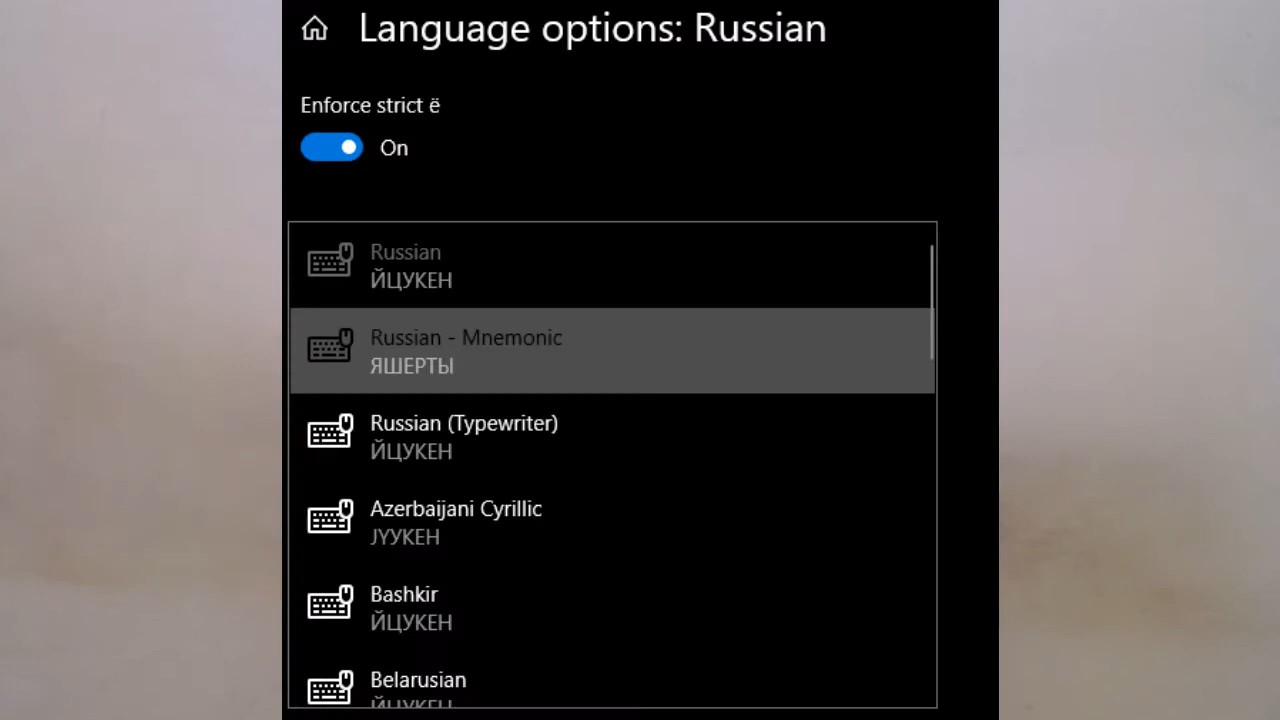 Language options: Russian
Enforce strict ё
On
Russian
ЙЦУКЕН
Russian - Mnemonic
ЯШЕРТЫ
Russian (Typewriter)
ЙЦУКЕН
Azerbaijani Cyrillic
JҮУКЕН
Bashkir
ЙЦУКЕН
Belarusian